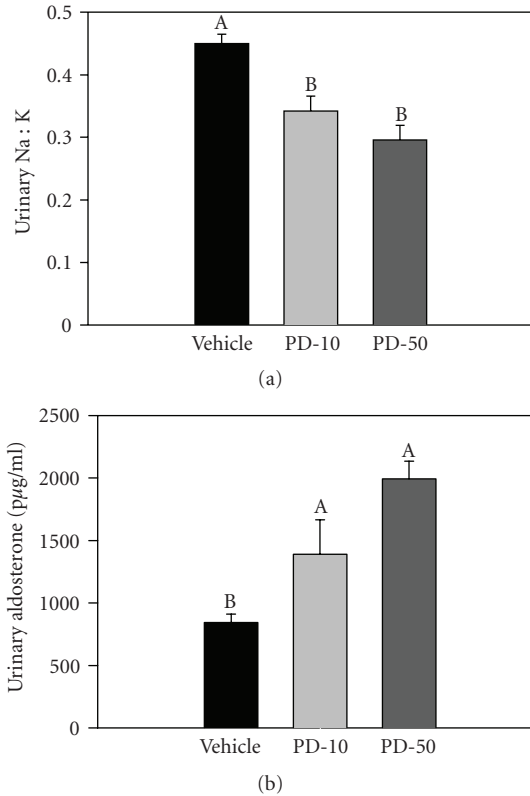 A
0.5
0.4
B
B
0.3
0.2
0.1
0
Urinary Na : K
Vehicle PD-10 PD-50
(a)
2500
A
2000
A
1500
B
1000
500
0
Urinary aldosterone (pμg/ml)
Vehicle PD-10 PD-50
(b)